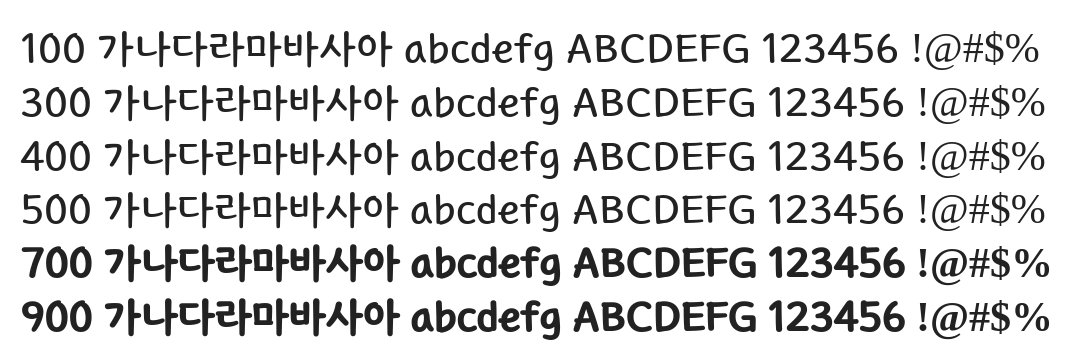 100 가나다라마바사아 abcdefg ABCDEFG 123456 !@#$%
300 가나다라마바사아 abcdefg ABCDEFG 123456 !@#$%
400 가나다라마바사아 abcdefg ABCDEFG 123456 !@#$%
500 가나다라마바사아 abcdefg ABCDEFG 123456 !@#$%
700 가나다라마바사아 abcdefg ABCDEFG 123456 !@#$%
900 가나다라마바사아 abcdefg ABCDEFG 123456 !@#$%